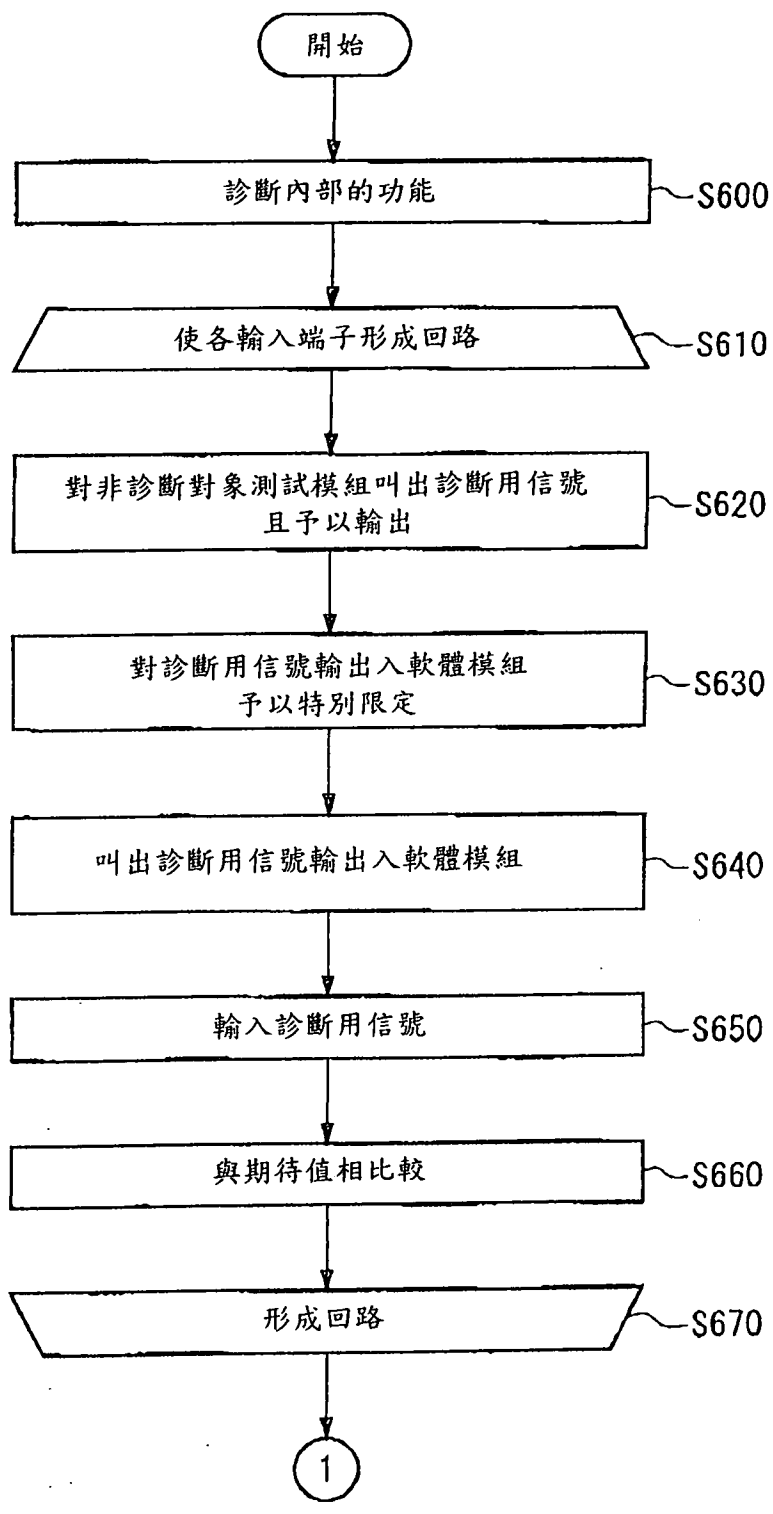 開始
診斷內部的功能
S600
使各輸入端子形成回路
S610
對非診斷對象測試模組叫出診斷用信號
且予以輸出
S620
對診斷用信號輸出入軟體模組
予以特別限定
S630
叫出診斷用信號輸出入軟體模組
S640
輸入診斷用信號
S650
與期待值相比較
S660
形成回路
S670
1